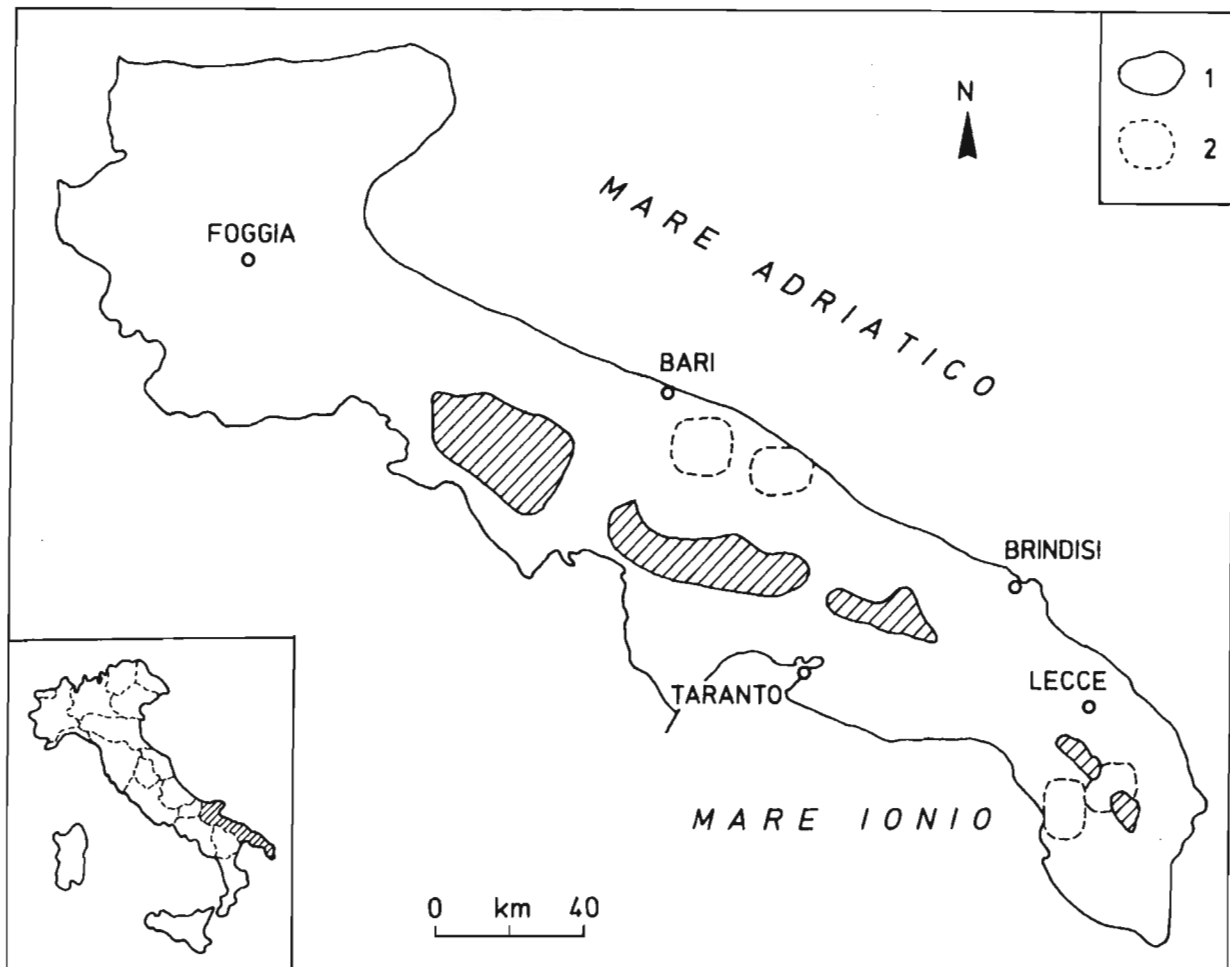 1
N
2
MARE ADRIATICO
FOGGIA
BARI
BRINDISI
TARANTO
LECCE
MARE IONIO
0 km 40